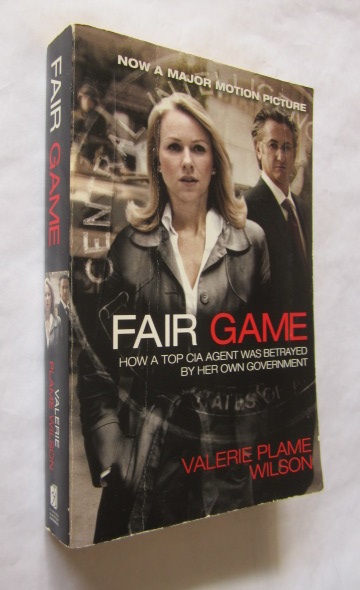 NOW A MAJOR MOTION PICTURE
FAIR GAME
HOW A TOP CIA AGENT WAS BETRAYED
BY HER OWN GOVERNMENT
VALERIE PLAME
WILSON
FAIR GAME
VALERIE
PLAME WILSON